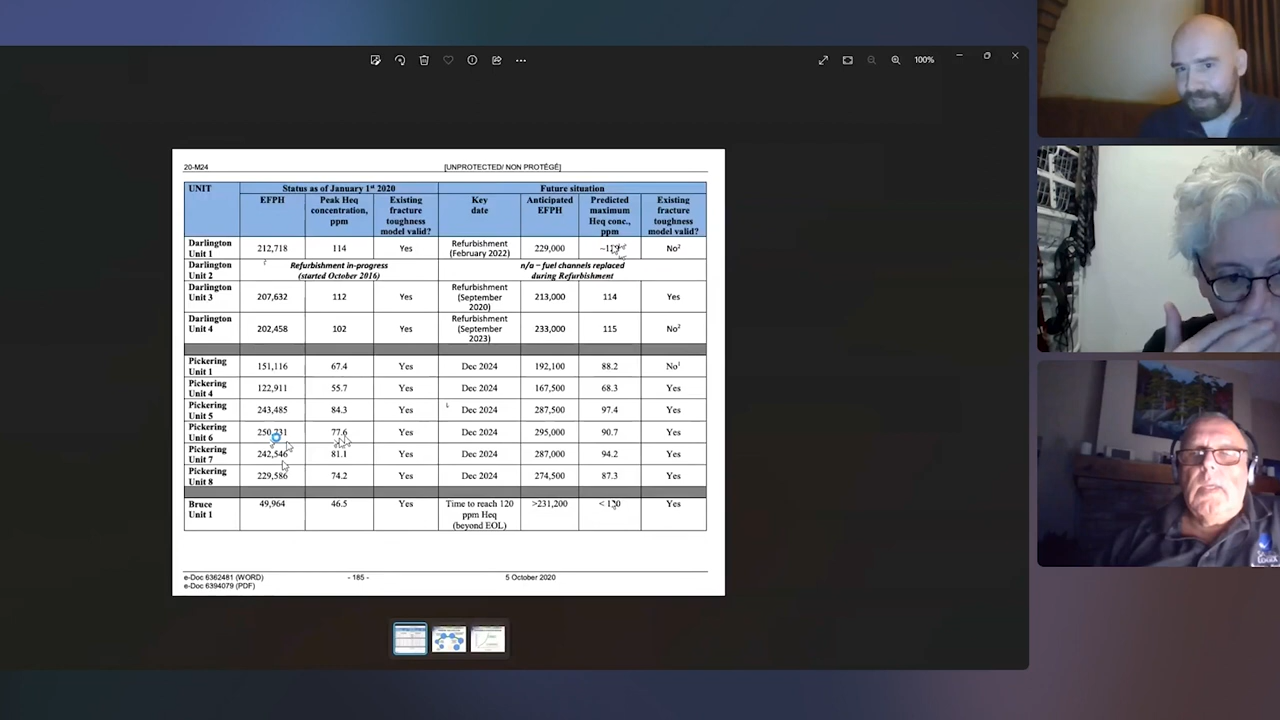 100%
20-M24 [UNPROTECTED/ NON PROTÉGÉ]
UNIT Status as of January 1st 2020 Future situation
EFPH Peak Heq concentration, ppm Existing fracture toughness model valid? Key date Anticipated EFPH Predicted maximum Heq conc., ppm Existing fracture toughness model valid?
Darlington Unit 1 212,718 114 Yes Refurbishment (February 2022) 229,000 No2
Darlington Unit 2 Refurbishment in-progress (started October 2016) n/a – fuel channels replaced during Refurbishment
Darlington Unit 3 207,632 112 Yes Refurbishment (September 2020) 213,000 114 Yes
Darlington Unit 4 202,458 102 Yes Refurbishment (September 2023) 233,000 115 No2
Pickering Unit 1 151,116 67.4 Yes Dec 2024 192,100 88.2 No1
Pickering Unit 4 122,911 55.7 Yes Dec 2024 167,500 68.3 Yes
Pickering Unit 5 243,485 84.3 Yes Dec 2024 287,500 97.4 Yes
Pickering Unit 6 250,731 77.6 Yes Dec 2024 295,000 90.7 Yes
Pickering Unit 7 242,546 81.1 Yes Dec 2024 287,000 94.2 Yes
Pickering Unit 8 229,586 74.2 Yes Dec 2024 274,500 87.3 Yes
Bruce Unit 1 49,964 46.5 Yes Time to reach 120 ppm Heq (beyond EOL) >231,200 < 120 Yes
e-Doc 6362481 (WORD) - 185 - 5 October 2020
e-Doc 6394079 (PDF)